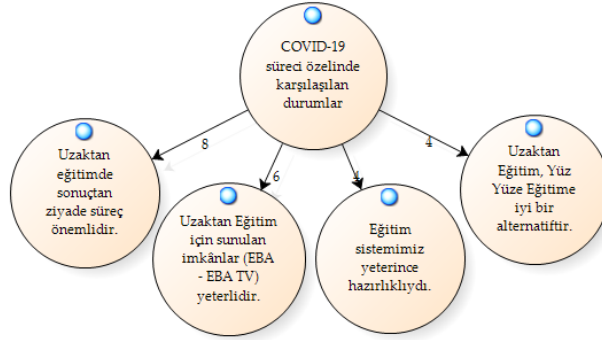 COVID-19
süreci özelinde
karşılaşılan
durumlar
8
6
4
4
Uzaktan
eğitimde
sonuçtan
ziyade süreç
önemlidir.
Uzaktan Eğitim
için sunulan
imkânlar (EBA
- EBA TV)
yeterlidir.
Eğitim
sistemimiz
yeterince
hazırlıklıydı.
Uzaktan
Eğitim, Yüz
Yüze Eğitime
iyi bir
alternatiftir.